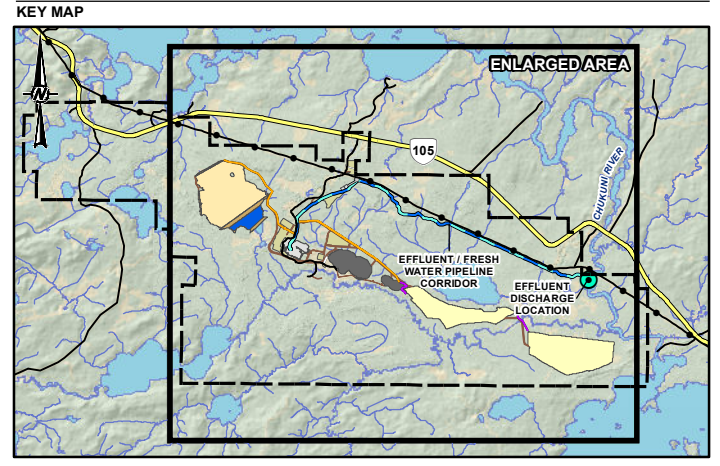 KEY MAP
ENLARGED AREA
N
105
CHUKUNI RIVER
EFFLUENT / FRESH
WATER PIPELINE
CORRIDOR
EFFLUENT
DISCHARGE
LOCATION